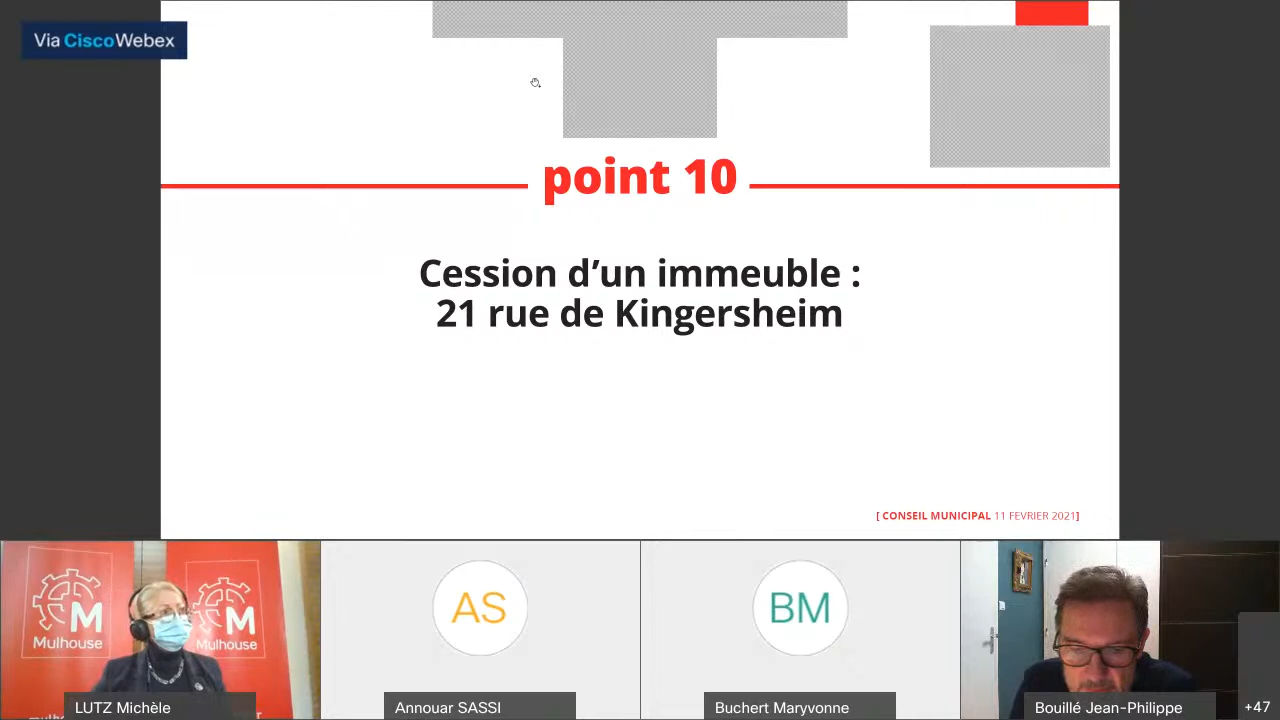 Via CiscoWebex
point 10
Cession d’un immeuble :
21 rue de Kingersheim
[ CONSEIL MUNICIPAL 11 FEVRIER 2021]
M
Mulhouse
M
Mulhouse
AS
BM
LUTZ Michèle
Annouar SASSI
Buchert Maryvonne
Bouillé Jean-Philippe
+47